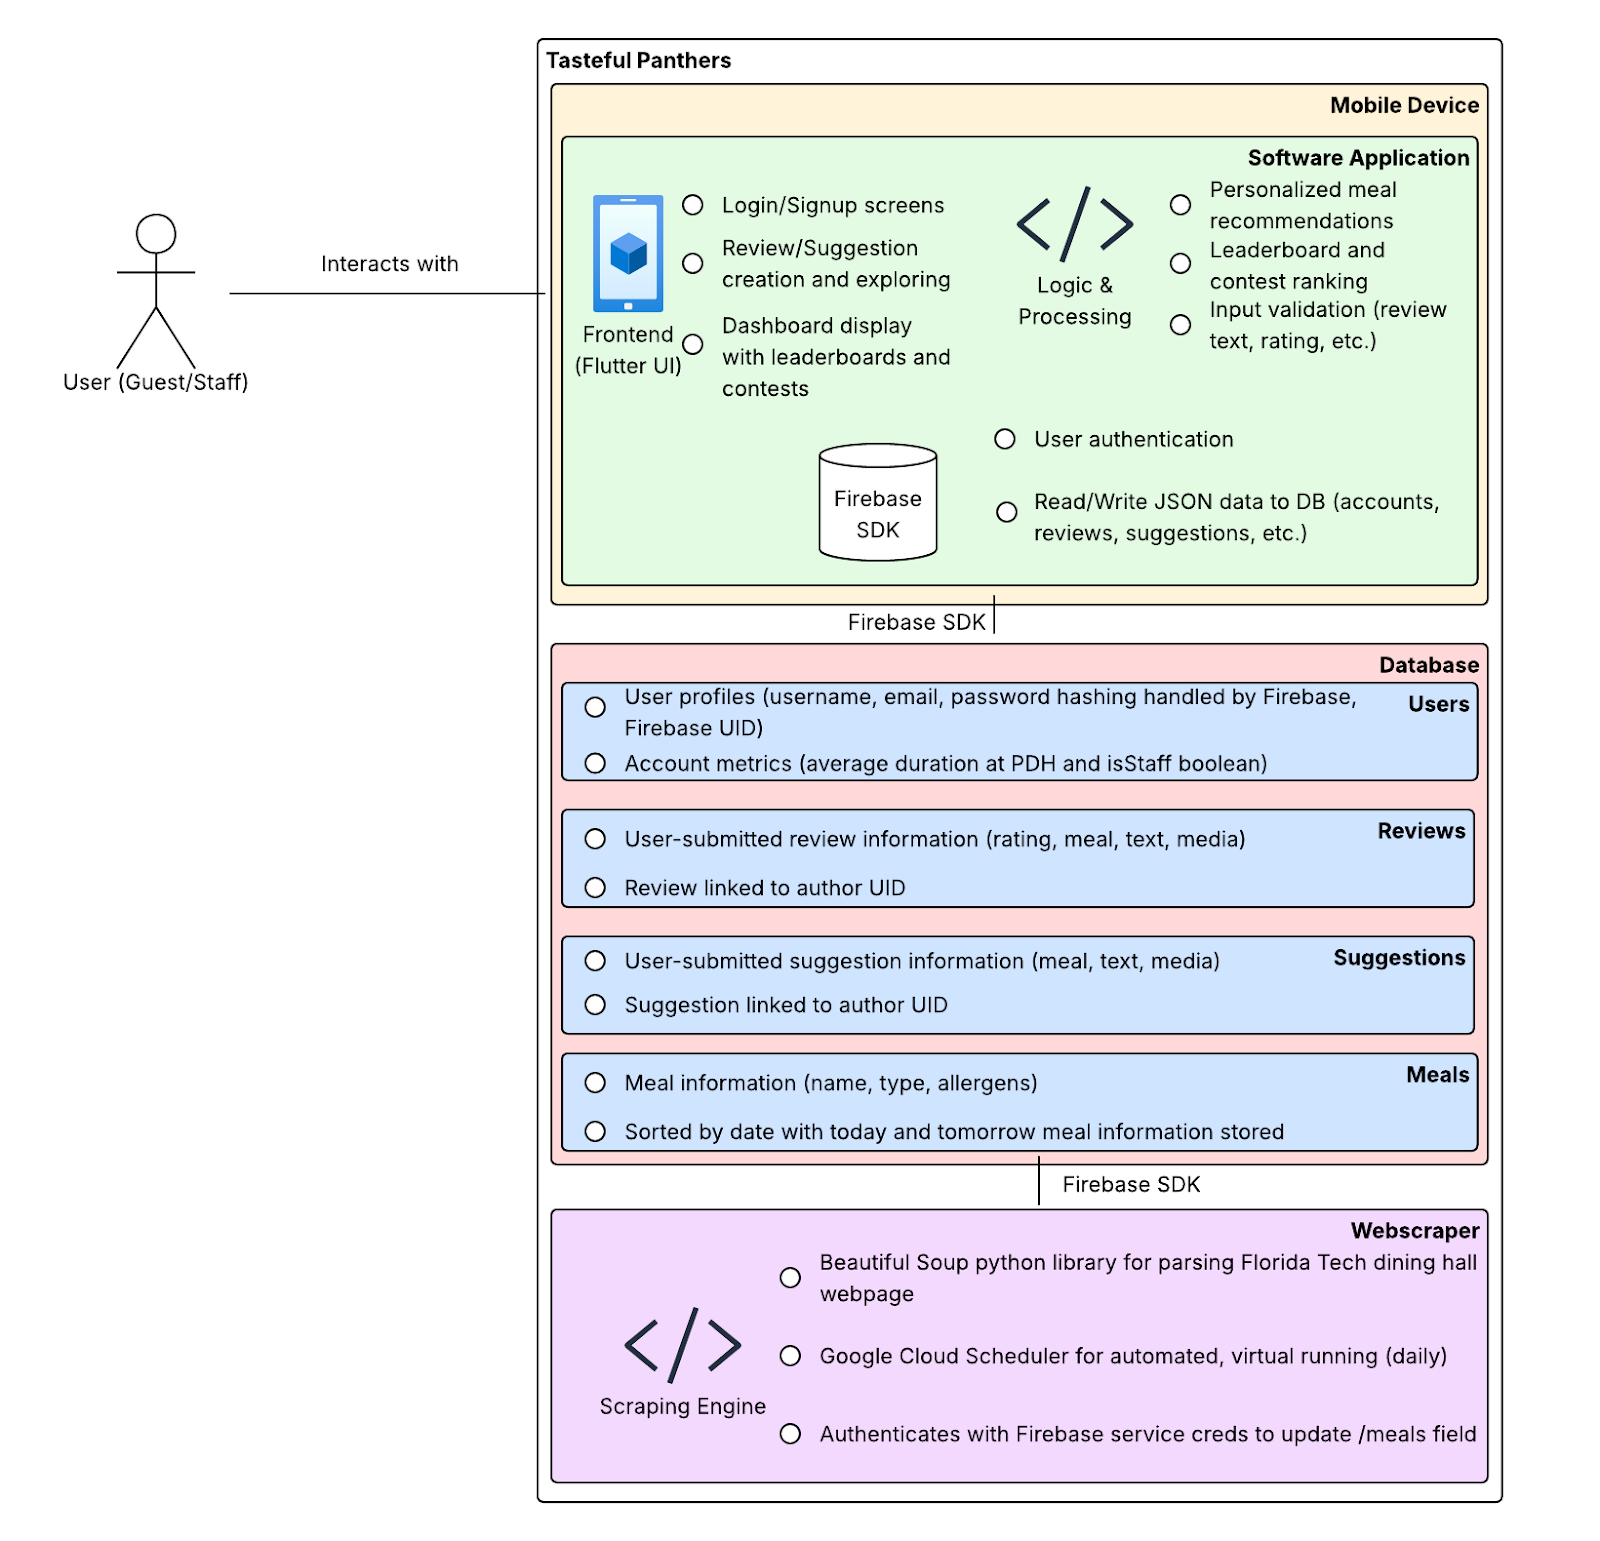 Tasteful Panthers
Mobile Device
Software Application
Login/Signup screens
Review/Suggestion
creation and exploring
Dashboard display
with leaderboards and
contests
Frontend
(Flutter UI)
Logic &
Processing
Personalized meal
recommendations
Leaderboard and
contest ranking
Input validation (review
text, rating, etc.)
Interacts with
User (Guest/Staff)
Firebase
SDK
User authentication
Read/Write JSON data to DB (accounts,
reviews, suggestions, etc.)
Firebase SDK
Database
Users
User profiles (username, email, password hashing handled by Firebase,
Firebase UID)
Account metrics (average duration at PDH and isStaff boolean)
Reviews
User-submitted review information (rating, meal, text, media)
Review linked to author UID
Suggestions
User-submitted suggestion information (meal, text, media)
Suggestion linked to author UID
Meals
Meal information (name, type, allergens)
Sorted by date with today and tomorrow meal information stored
Firebase SDK
Webscraper
Beautiful Soup python library for parsing Florida Tech dining hall
webpage
Google Cloud Scheduler for automated, virtual running (daily)
Scraping Engine
Authenticates with Firebase service creds to update /meals field